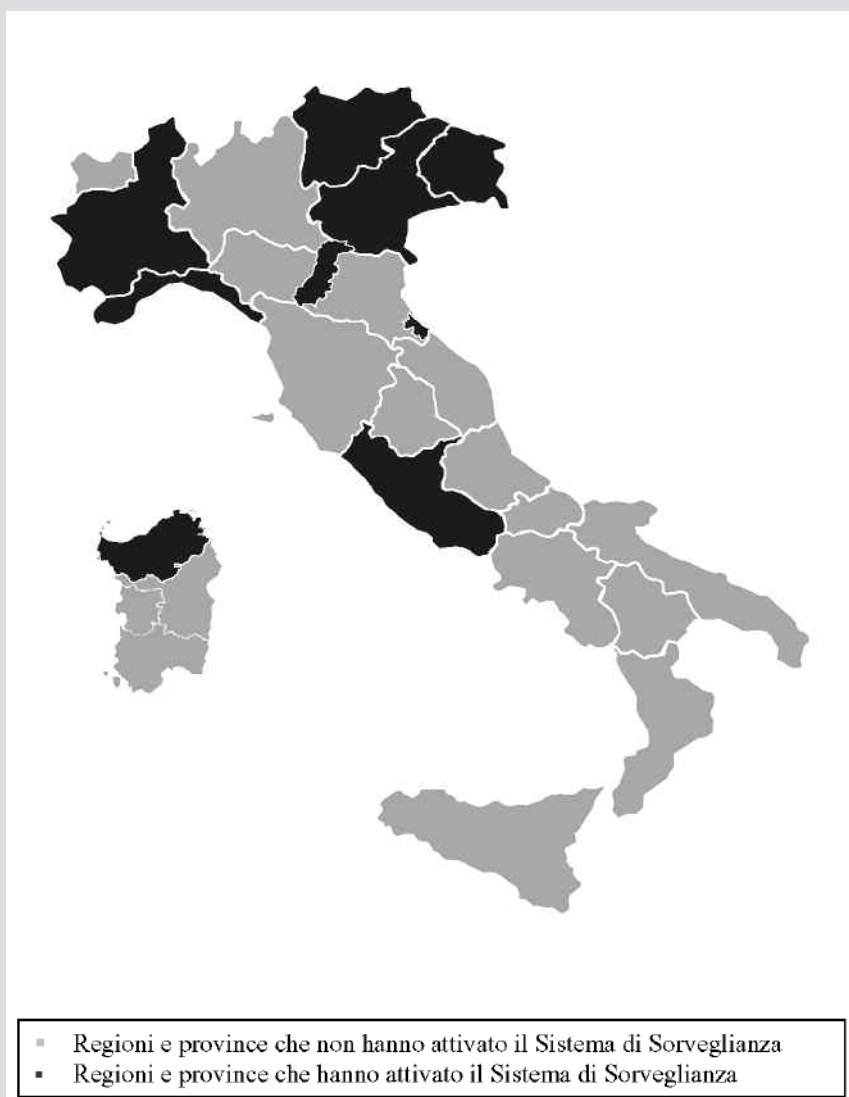 Regioni e province che non hanno attivato il Sistema di Sorveglianza
Regioni e province che hanno attivato il Sistema di Sorveglianza